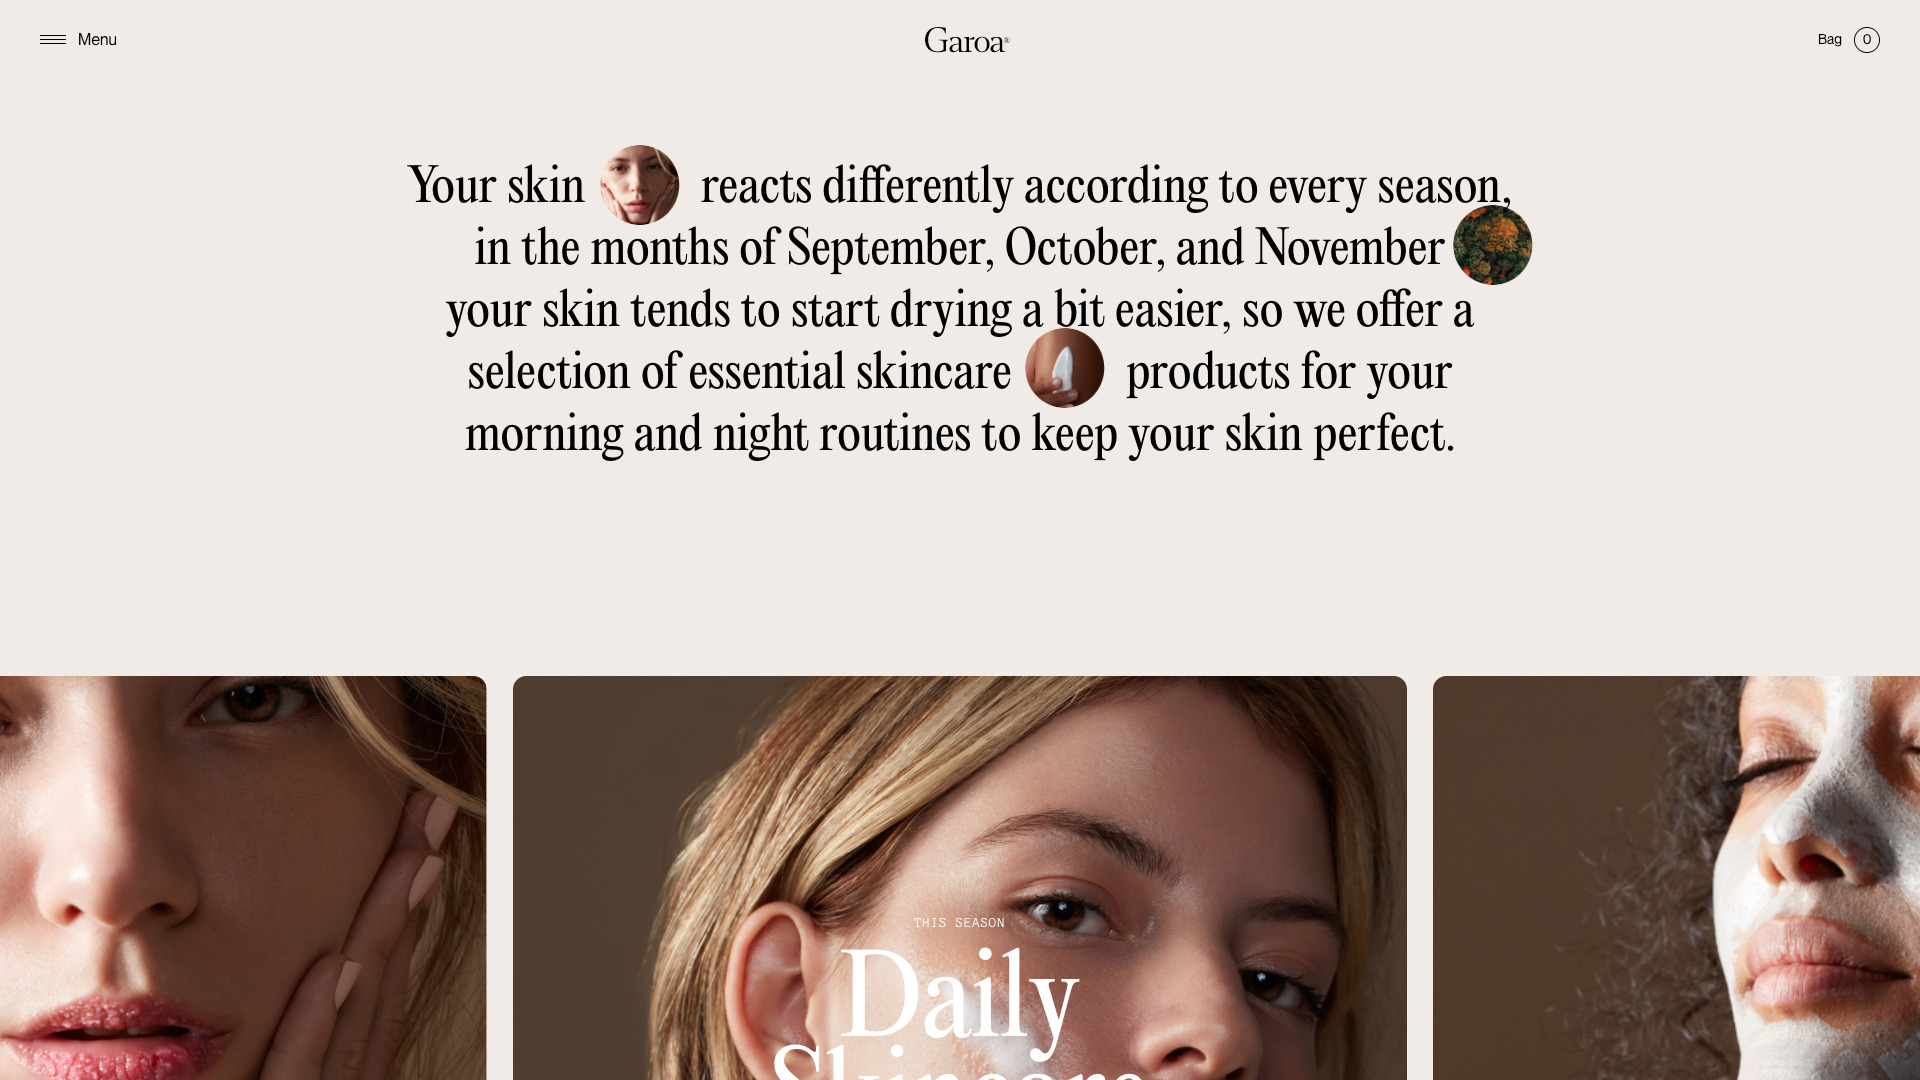 Menu
Garoa®
Bag 0
Your skin reacts differently according to every season,
in the months of September, October, and November
your skin tends to start drying a bit easier, so we offer a
selection of essential skincare products for your
morning and night routines to keep your skin perfect.
THIS SEASON
Daily
Skincare